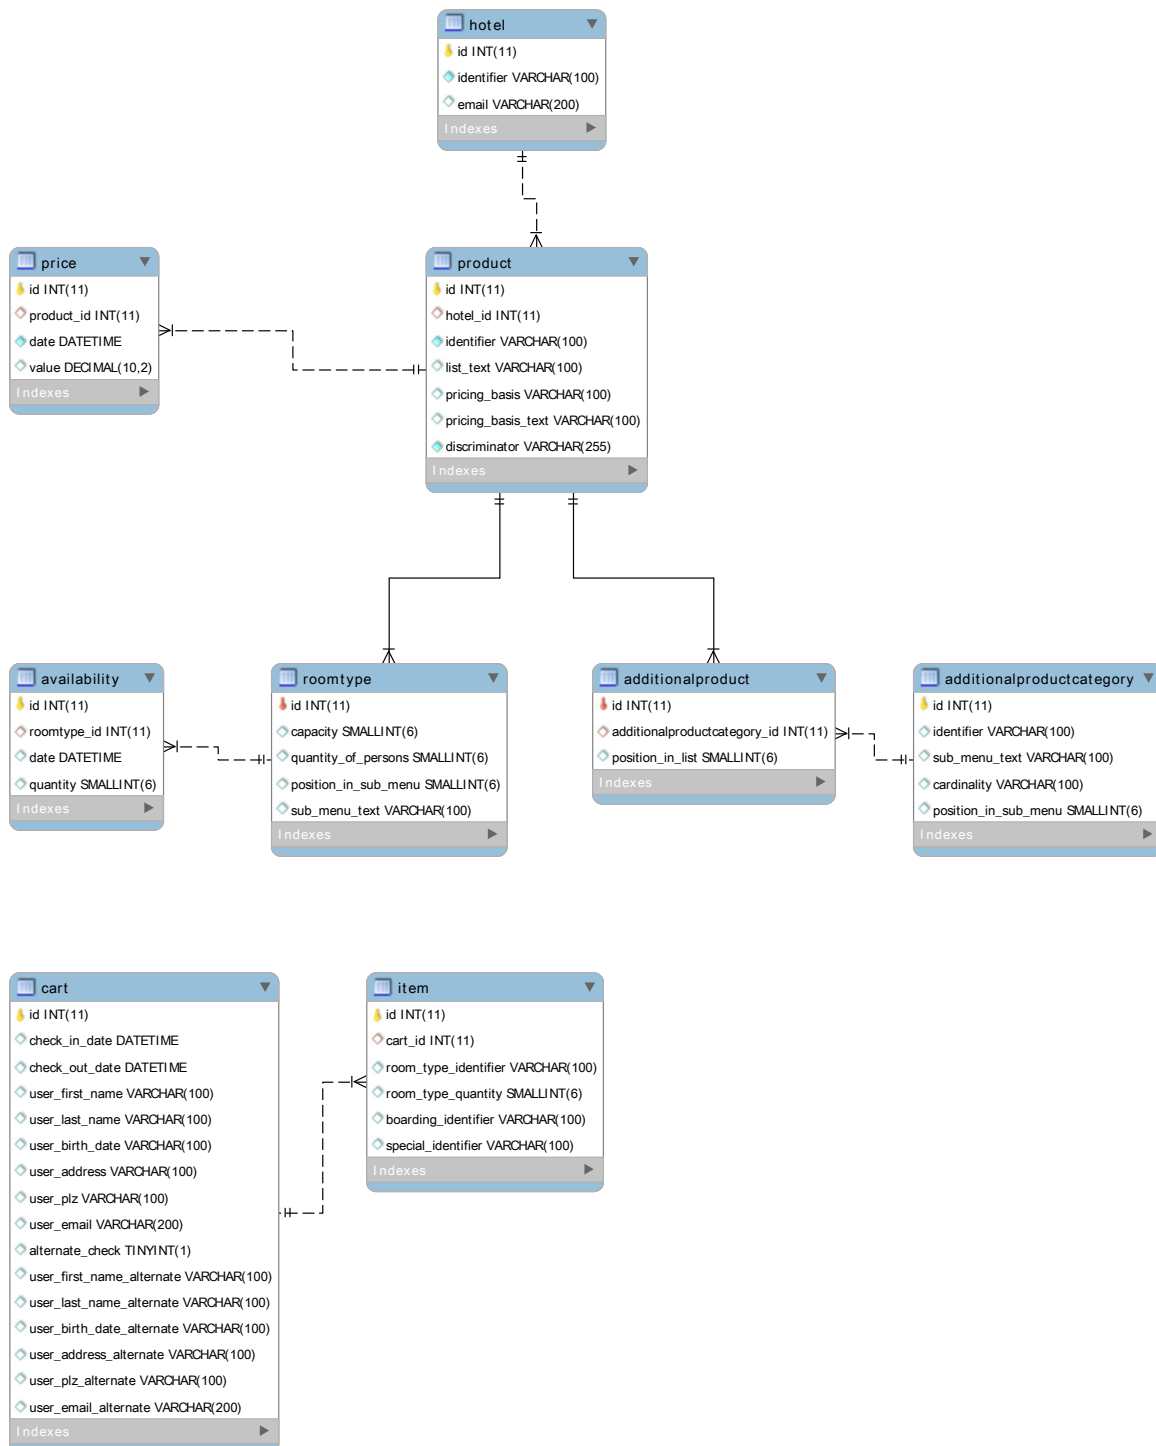 hotel
id INT(11)
identifier VARCHAR(100)
email VARCHAR(200)
Indexes
price
id INT(11)
product_id INT(11)
date DATETIME
value DECIMAL(10,2)
Indexes
product
id INT(11)
hotel_id INT(11)
identifier VARCHAR(100)
list_text VARCHAR(100)
pricing_basis VARCHAR(100)
pricing_basis_text VARCHAR(100)
discriminator VARCHAR(255)
Indexes
availability
id INT(11)
roomtype_id INT(11)
date DATETIME
quantity SMALLINT(6)
Indexes
roomtype
id INT(11)
capacity SMALLINT(6)
quantity_of_persons SMALLINT(6)
position_in_sub_menu SMALLINT(6)
sub_menu_text VARCHAR(100)
Indexes
additionalproduct
id INT(11)
additionalproductcategory_id INT(11)
position_in_list SMALLINT(6)
Indexes
additionalproductcategory
id INT(11)
identifier VARCHAR(100)
sub_menu_text VARCHAR(100)
cardinality VARCHAR(100)
position_in_sub_menu SMALLINT(6)
Indexes
cart
id INT(11)
check_in_date DATETIME
check_out_date DATETIME
user_first_name VARCHAR(100)
user_last_name VARCHAR(100)
user_birth_date VARCHAR(100)
user_address VARCHAR(100)
user_plz VARCHAR(100)
user_email VARCHAR(200)
alternate_check TINYINT(1)
user_first_name_alternate VARCHAR(100)
user_last_name_alternate VARCHAR(100)
user_birth_date_alternate VARCHAR(100)
user_address_alternate VARCHAR(100)
user_plz_alternate VARCHAR(100)
user_email_alternate VARCHAR(200)
Indexes
item
id INT(11)
cart_id INT(11)
room_type_identifier VARCHAR(100)
room_type_quantity SMALLINT(6)
boarding_identifier VARCHAR(100)
special_identifier VARCHAR(100)
Indexes